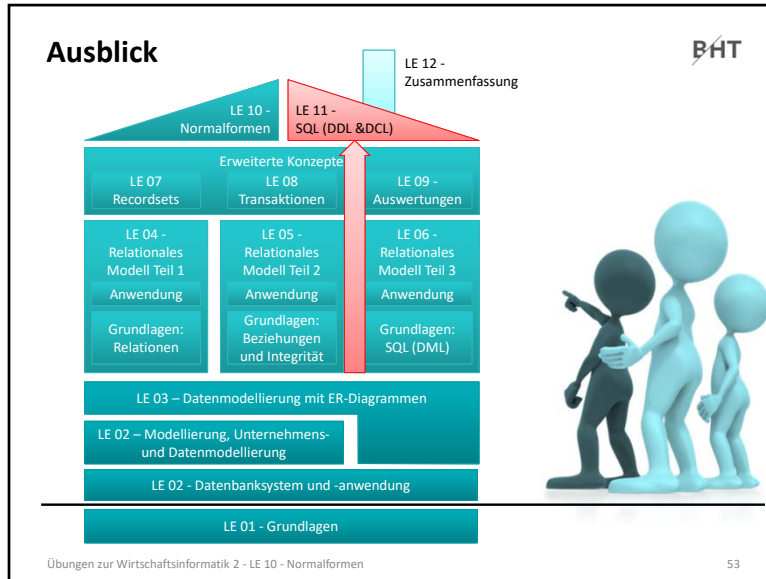 Ausblick
BHT
LE 12 -
Zusammenfassung
LE 10 -
Normalformen
LE 11 -
SQL (DDL &DCL)
Erweiterte Konzepte
LE 07
Recordsets
LE 08
Transaktionen
LE 09 -
Auswertungen
LE 04 -
Relationales
Modell Teil 1
Anwendung
Grundlagen:
Relationen
LE 05 -
Relationales
Modell Teil 2
Anwendung
Grundlagen:
Beziehungen
und Integrität
LE 06 -
Relationales
Modell Teil 3
Anwendung
Grundlagen:
SQL (DML)
LE 03 – Datenmodellierung mit ER-Diagrammen
LE 02 – Modellierung, Unternehmens-
und Datenmodellierung
LE 02 - Datenbanksystem und -anwendung
LE 01 - Grundlagen
Übungen zur Wirtschaftsinformatik 2 - LE 10 - Normalformen
53